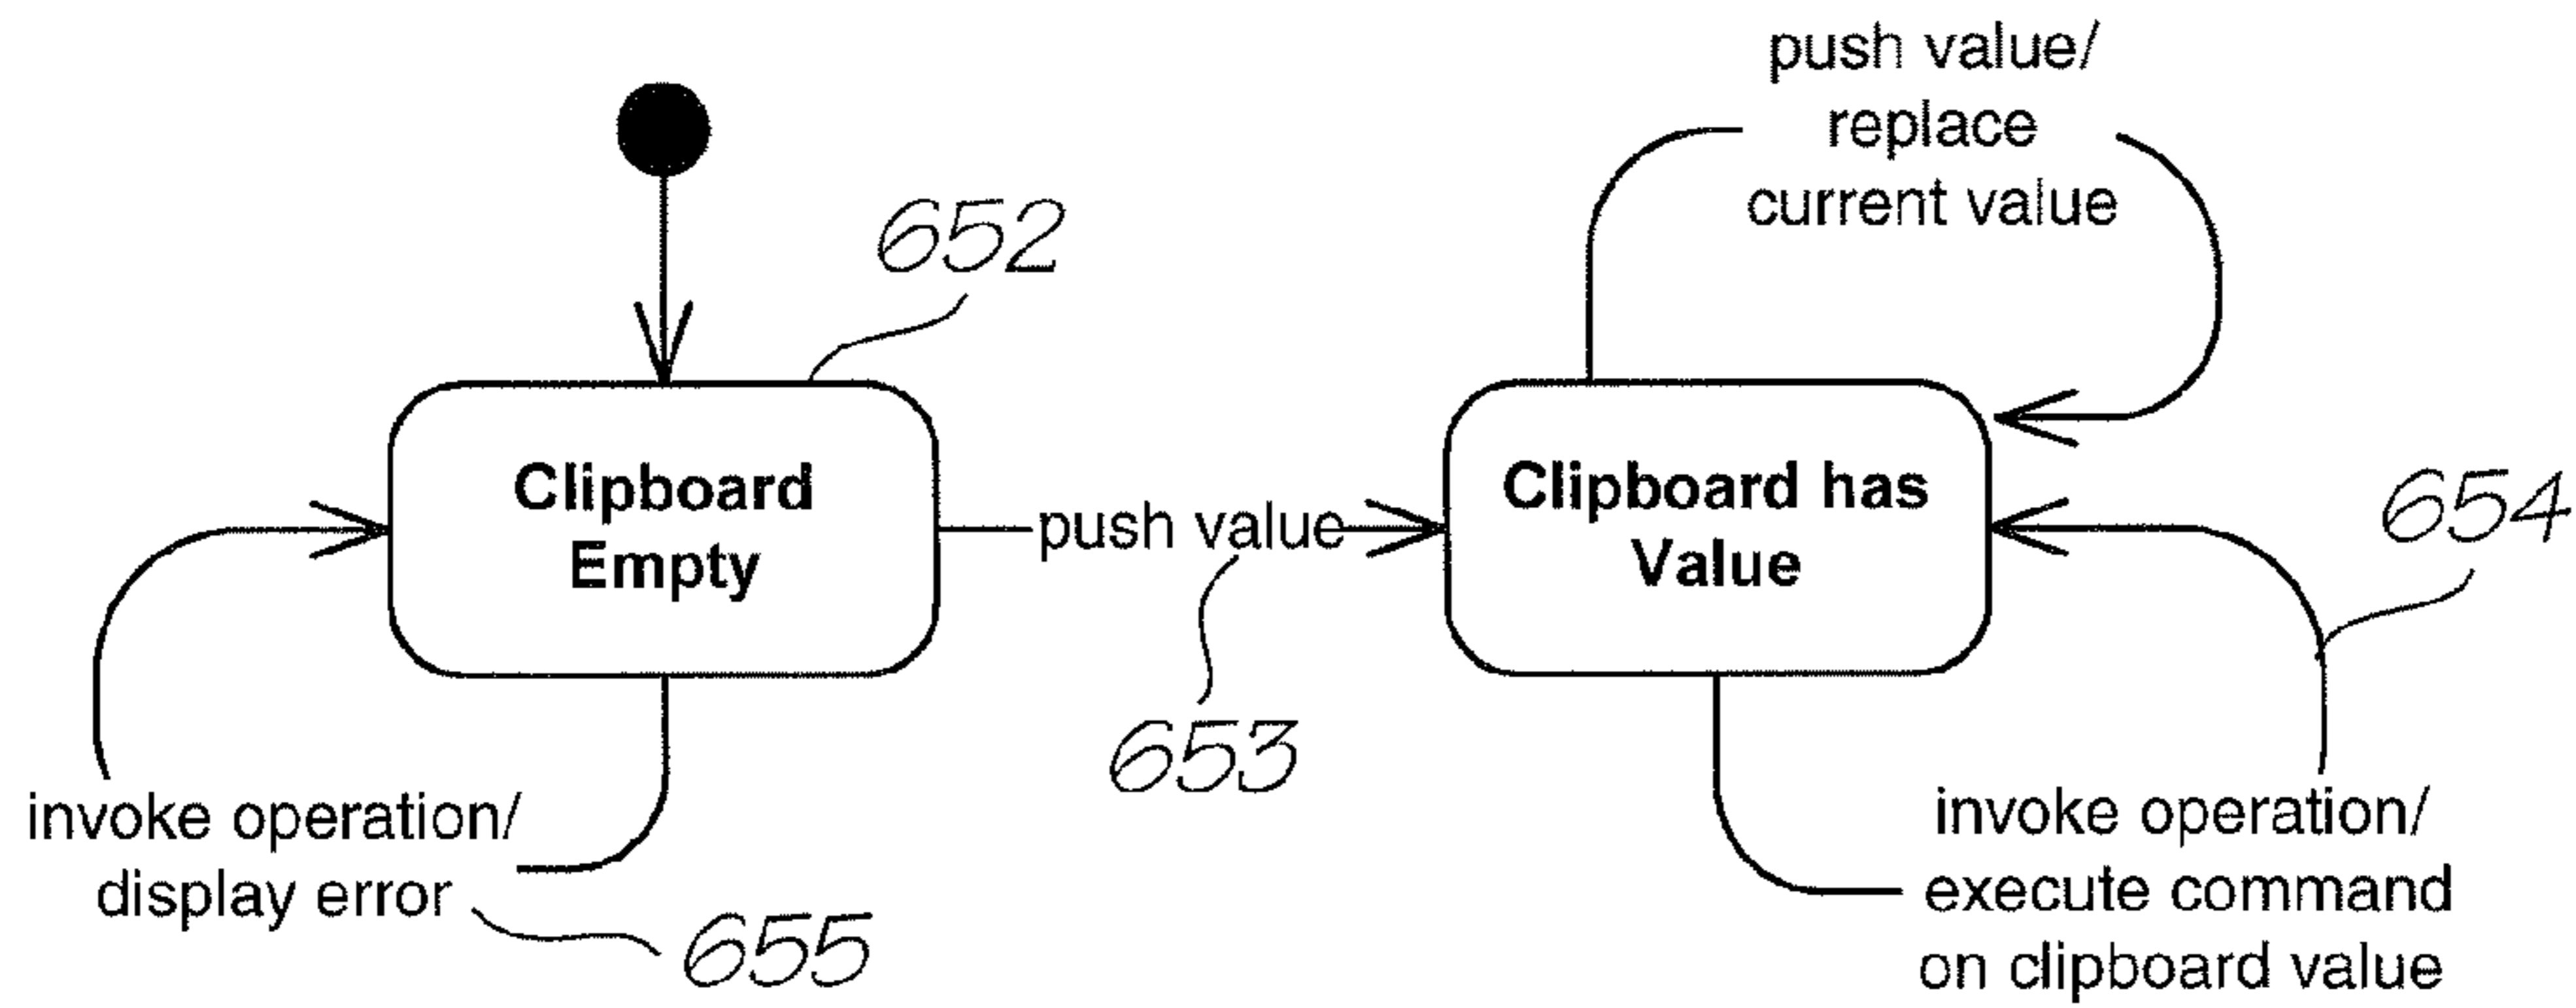 push value/
replace
current value
652
Clipboard
Empty
push value
Clipboard has
Value
654
653
invoke operation/
display error
655
invoke operation/
execute command
on clipboard value